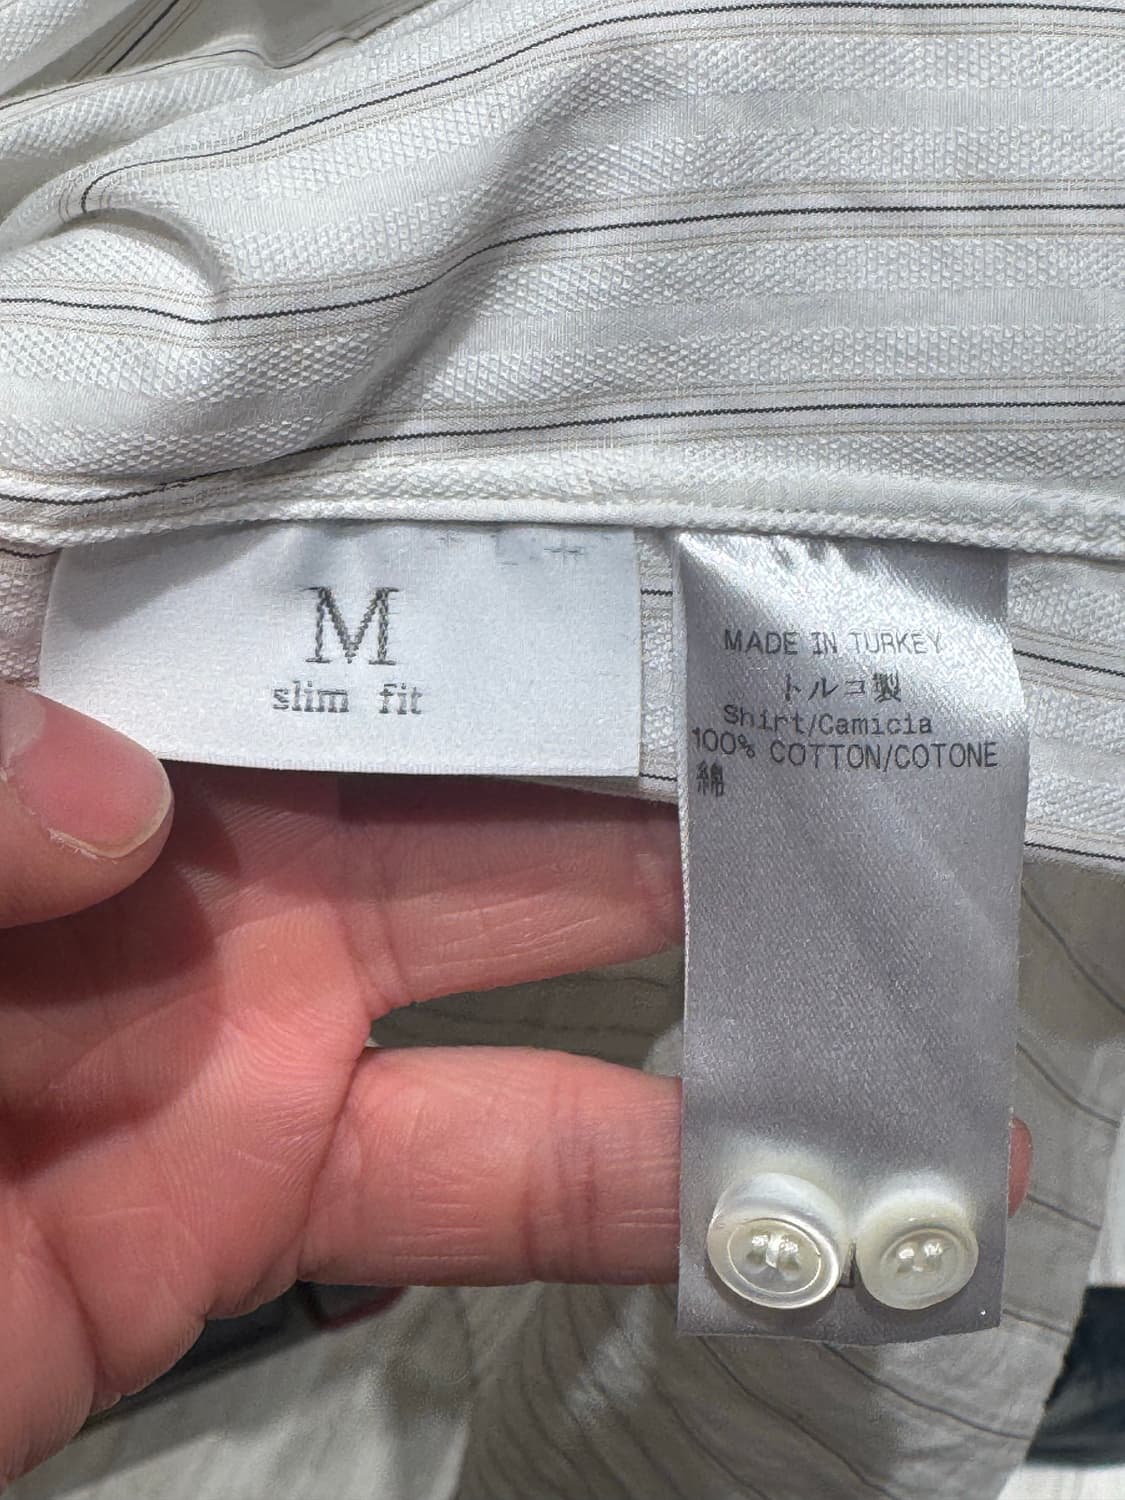 M
slim fit
MADE IN TURKEY
トルコ製
Shirt/Camicia
100% COTTON/COTONE
綿